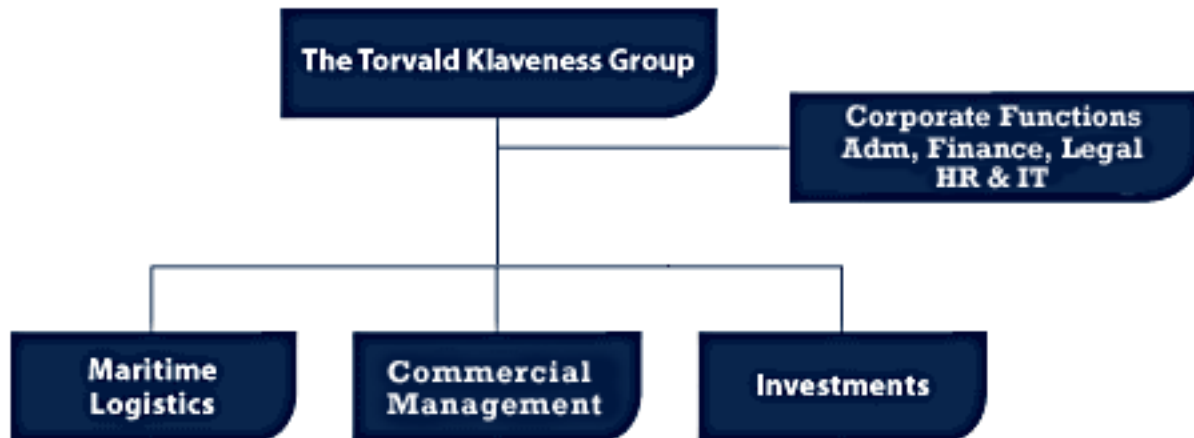 The Torvald Klaveness Group
Corporate Functions
Adm, Finance, Legal
HR & IT
Maritime
Logistics
Commercial
Management
Investments